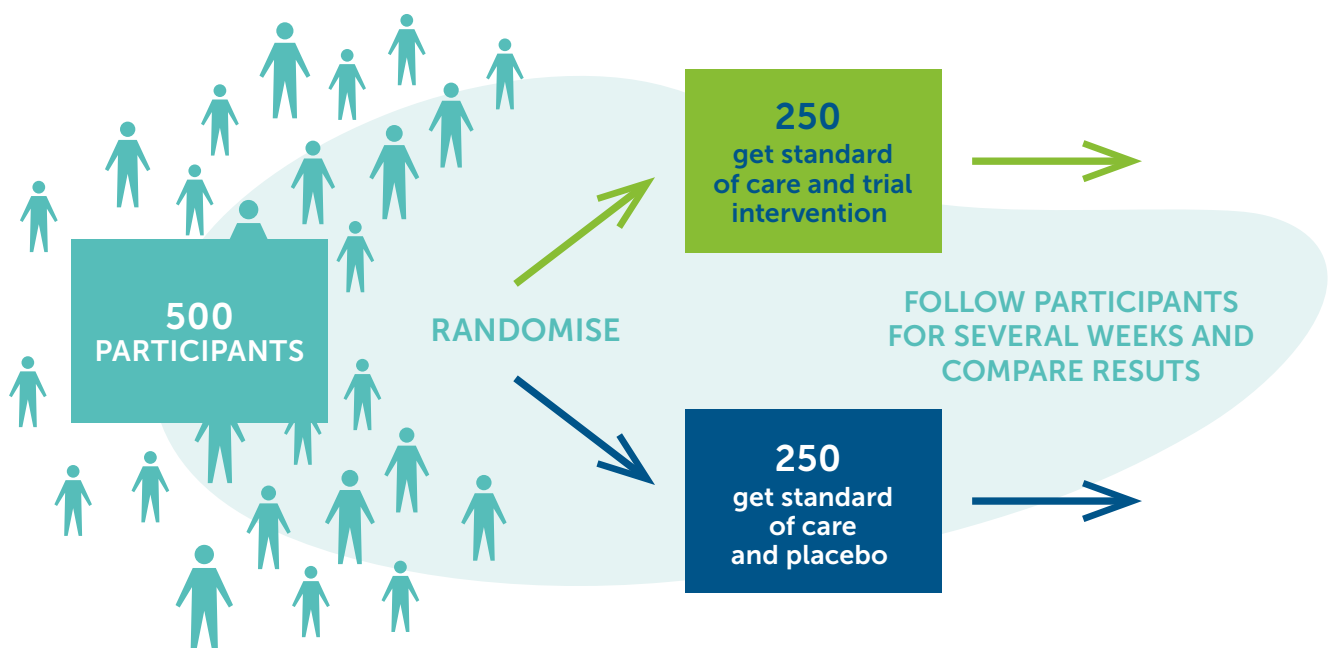 500
PARTICIPANTS
RANDOMISE
250
get standard
of care and trial
intervention
250
get standard
of care
and placebo
FOLLOW PARTICIPANTS
FOR SEVERAL WEEKS AND
COMPARE RESUTS